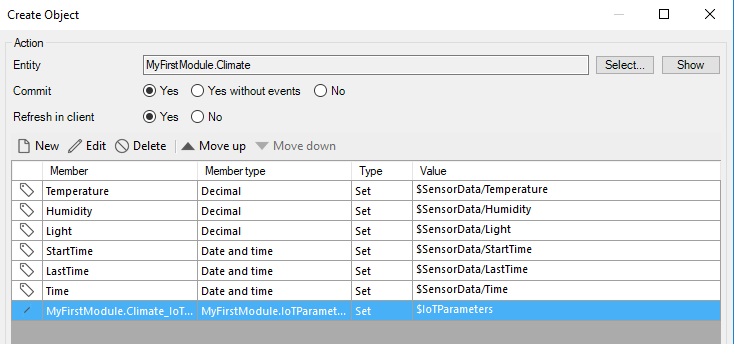 Create Object
Action
Entity MyFirstModule.Climate Select... Show
Commit Yes Yes without events No
Refresh in client Yes No
New Edit Delete Move up Move down
Member Member type Type Value
Temperature Decimal Set $SensorData/Temperature
Humidity Decimal Set $SensorData/Humidity
Light Decimal Set $SensorData/Light
StartTime Date and time Set $SensorData/StartTime
LastTime Date and time Set $SensorData/LastTime
Time Date and time Set $SensorData/Time
MyFirstModule.Climate_IoT... MyFirstModule.IoTParamet... Set $IoTParameters